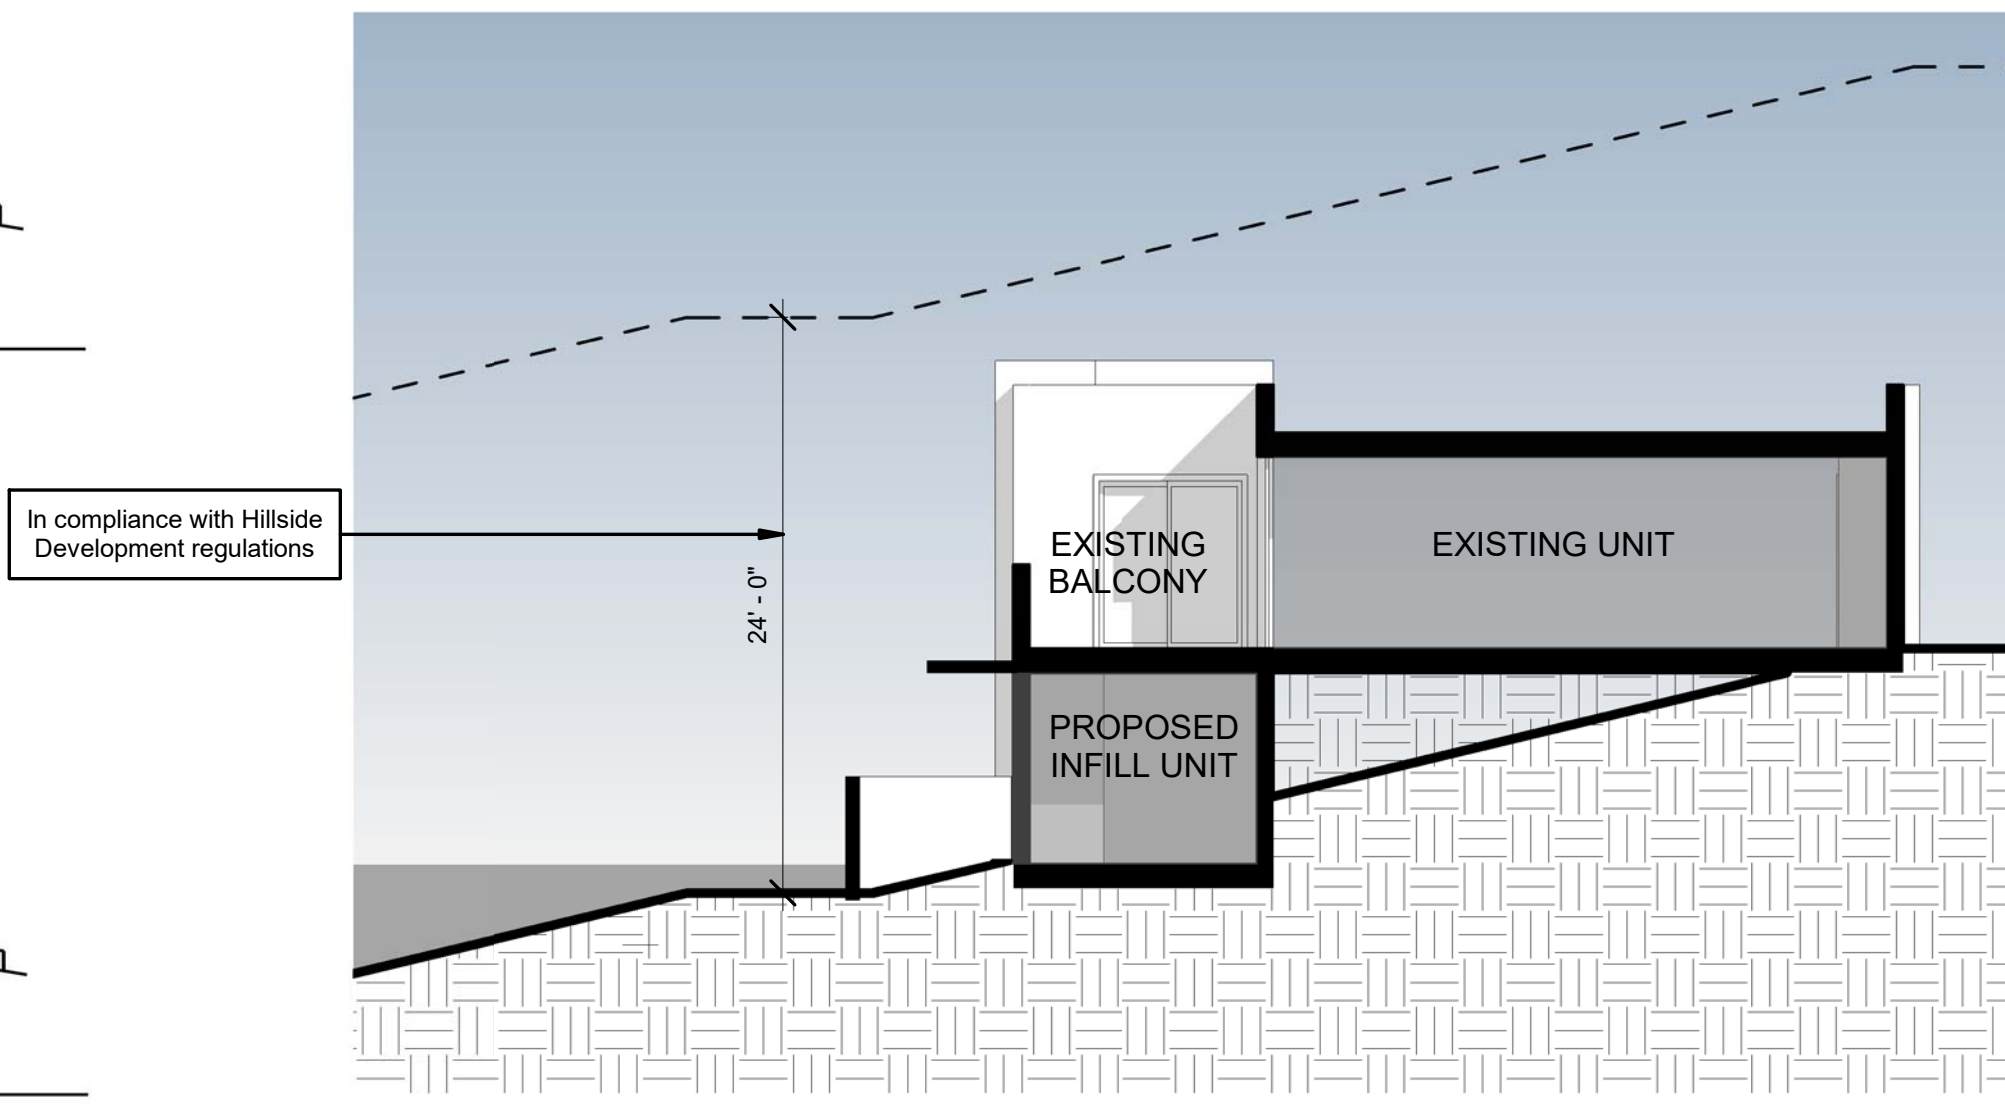 In compliance with Hillside
Development regulations
24' - 0"
EXISTING
BALCONY
EXISTING UNIT
PROPOSED
INFILL UNIT